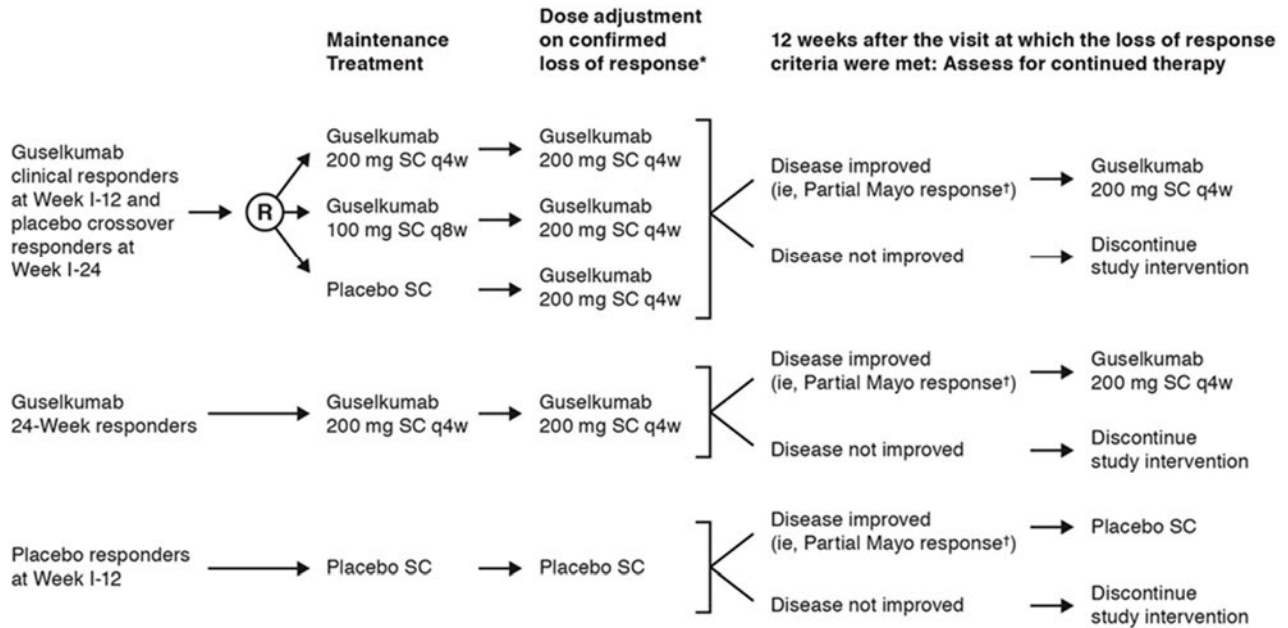 Maintenance
Treatment
Dose adjustment
on confirmed
loss of response*
12 weeks after the visit at which the loss of response
criteria were met: Assess for continued therapy
Guselkumab
clinical responders
at Week I-12 and
placebo crossover
responders at
Week I-24
R
Guselkumab
200 mg SC q4w
Guselkumab
200 mg SC q4w
Guselkumab
100 mg SC q8w
Guselkumab
200 mg SC q4w
Placebo SC
Guselkumab
200 mg SC q4w
Disease improved
(ie, Partial Mayo response†)
Guselkumab
200 mg SC q4w
Disease not improved
Discontinue
study intervention
Guselkumab
24-Week responders
Guselkumab
200 mg SC q4w
Guselkumab
200 mg SC q4w
Disease improved
(ie, Partial Mayo response†)
Guselkumab
200 mg SC q4w
Disease not improved
Discontinue
study intervention
Placebo responders
at Week I-12
Placebo SC
Placebo SC
Disease improved
(ie, Partial Mayo response†)
Placebo SC
Disease not improved
Discontinue
study intervention